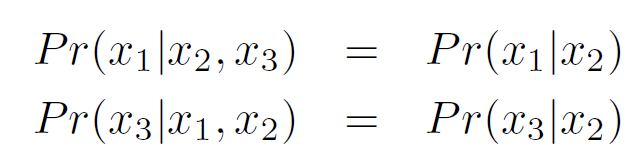 Pr(x₁|x₂, x₃) = Pr(x₁|x₂)
Pr(x₃|x₁, x₂) = Pr(x₃|x₂)